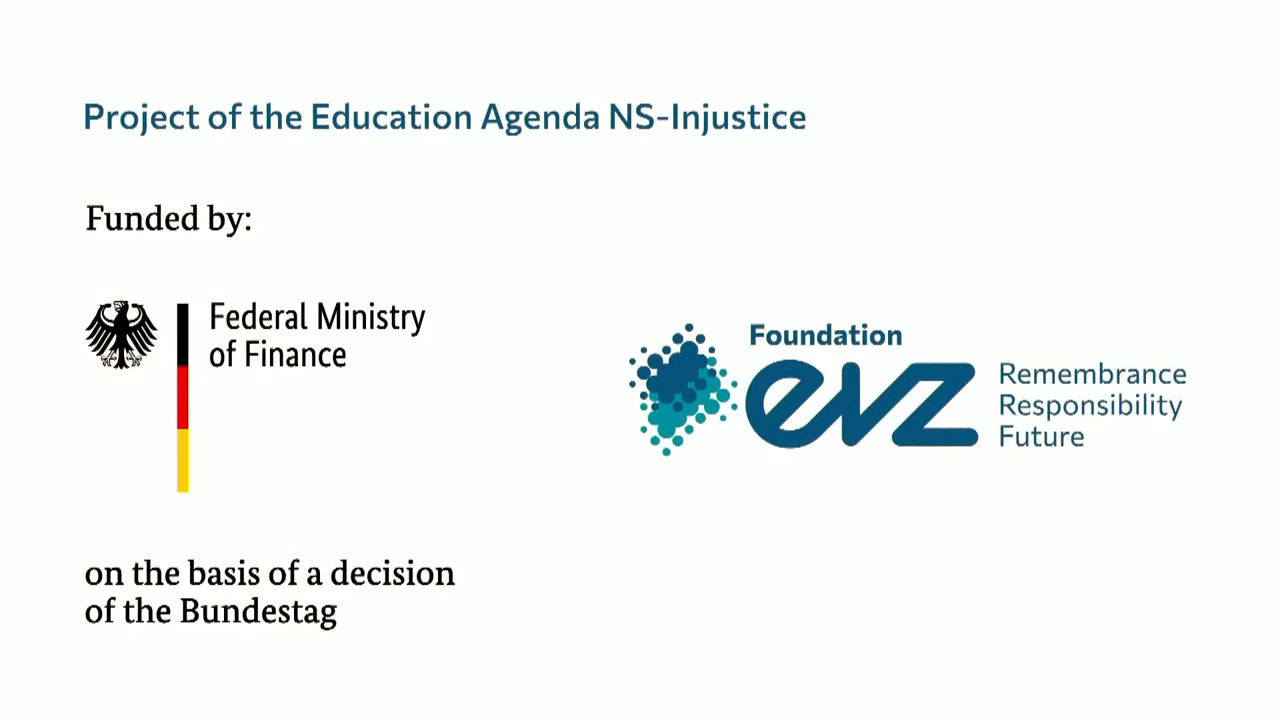 Project of the Education Agenda NS-Injustice
Funded by:
Federal Ministry
of Finance
Foundation
evz
Remembrance
Responsibility
Future
on the basis of a decision
of the Bundestag